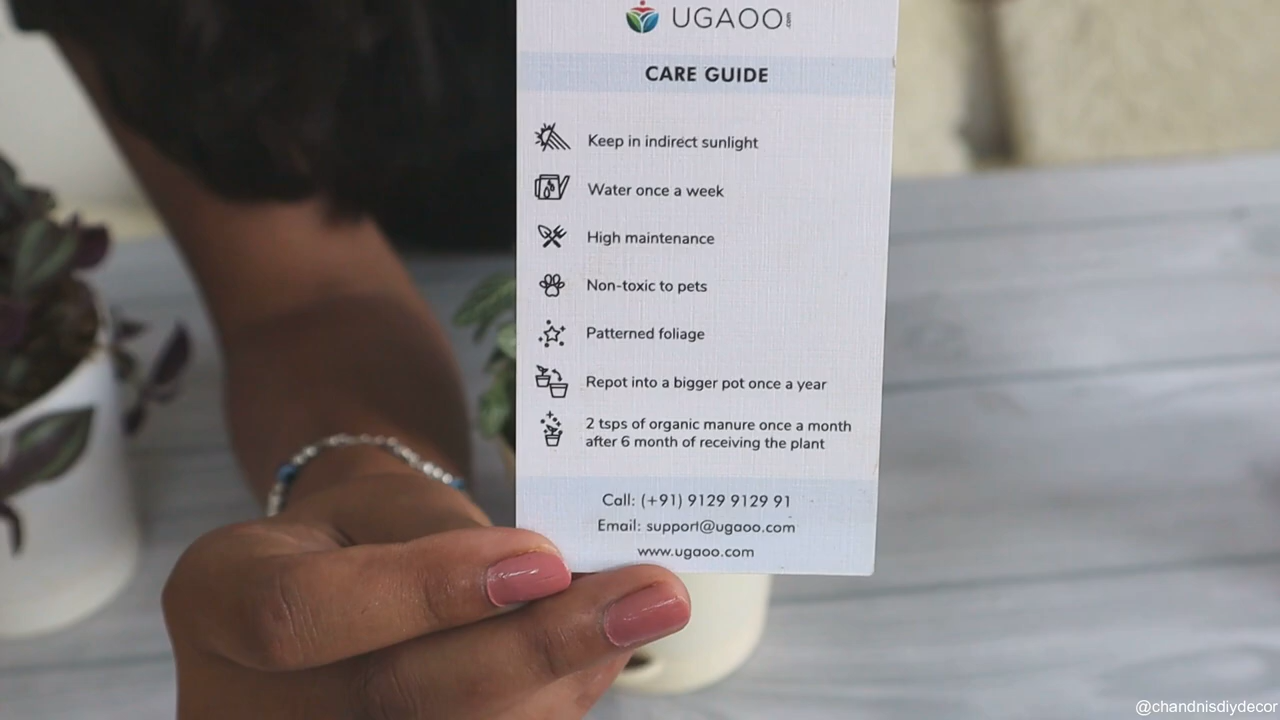 UGAOO.com
CARE GUIDE
Keep in indirect sunlight
Water once a week
High maintenance
Non-toxic to pets
Patterned foliage
Repot into a bigger pot once a year
2 tsps of organic manure once a month
after 6 month of receiving the plant
Call: (+91) 9129 9129 91
Email: support@ugaoo.com
www.ugaoo.com
@chandnisdiydecor